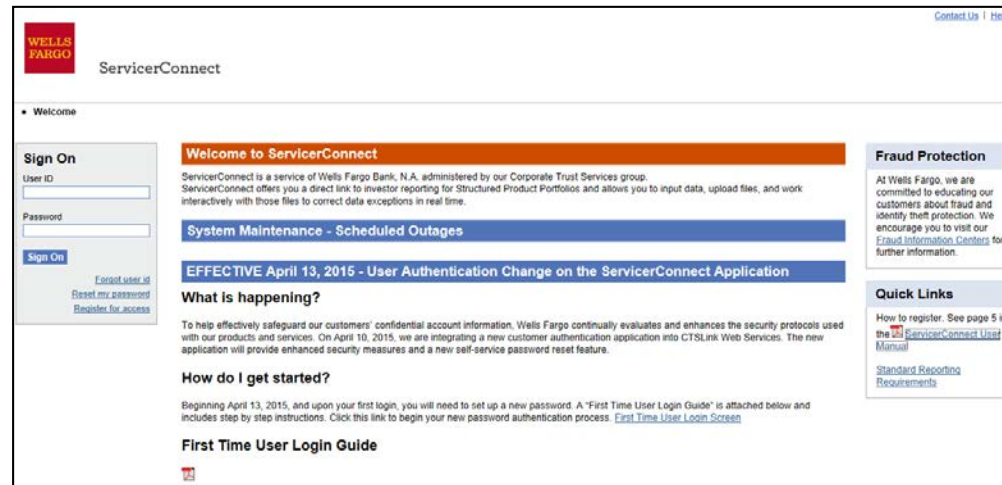 Contact Us | He
WELLS
FARGO
ServicerConnect
• Welcome
Sign On
User ID
Password
Sign On
Forgot user id
Reset my password
Register for access
Welcome to ServicerConnect
ServicerConnect is a service of Wells Fargo Bank, N.A. administered by our Corporate Trust Services group.
ServicerConnect offers you a direct link to investor reporting for Structured Product Portfolios and allows you to input data, upload files, and work
interactively with those files to correct data exceptions in real time.
System Maintenance - Scheduled Outages
EFFECTIVE April 13, 2015 - User Authentication Change on the ServicerConnect Application
What is happening?
To help effectively safeguard our customers' confidential account information, Wells Fargo continually evaluates and enhances the security protocols used
with our products and services. On April 10, 2015, we are integrating a new customer authentication application into CTSLink Web Services. The new
application will provide enhanced security measures and a new self-service password reset feature.
How do I get started?
Beginning April 13, 2015, and upon your first login, you will need to set up a new password. A "First Time User Login Guide" is attached below and
includes step by step instructions. Click this link to begin your new password authentication process. First Time User Login Screen
First Time User Login Guide
Fraud Protection
At Wells Fargo, we are
committed to educating our
customers about fraud and
identify theft protection. We
encourage you to visit our
Fraud Information Centers for
further information.
Quick Links
How to register. See page 5 i
the ServicerConnect User
Manual
Standard Reporting
Requirements